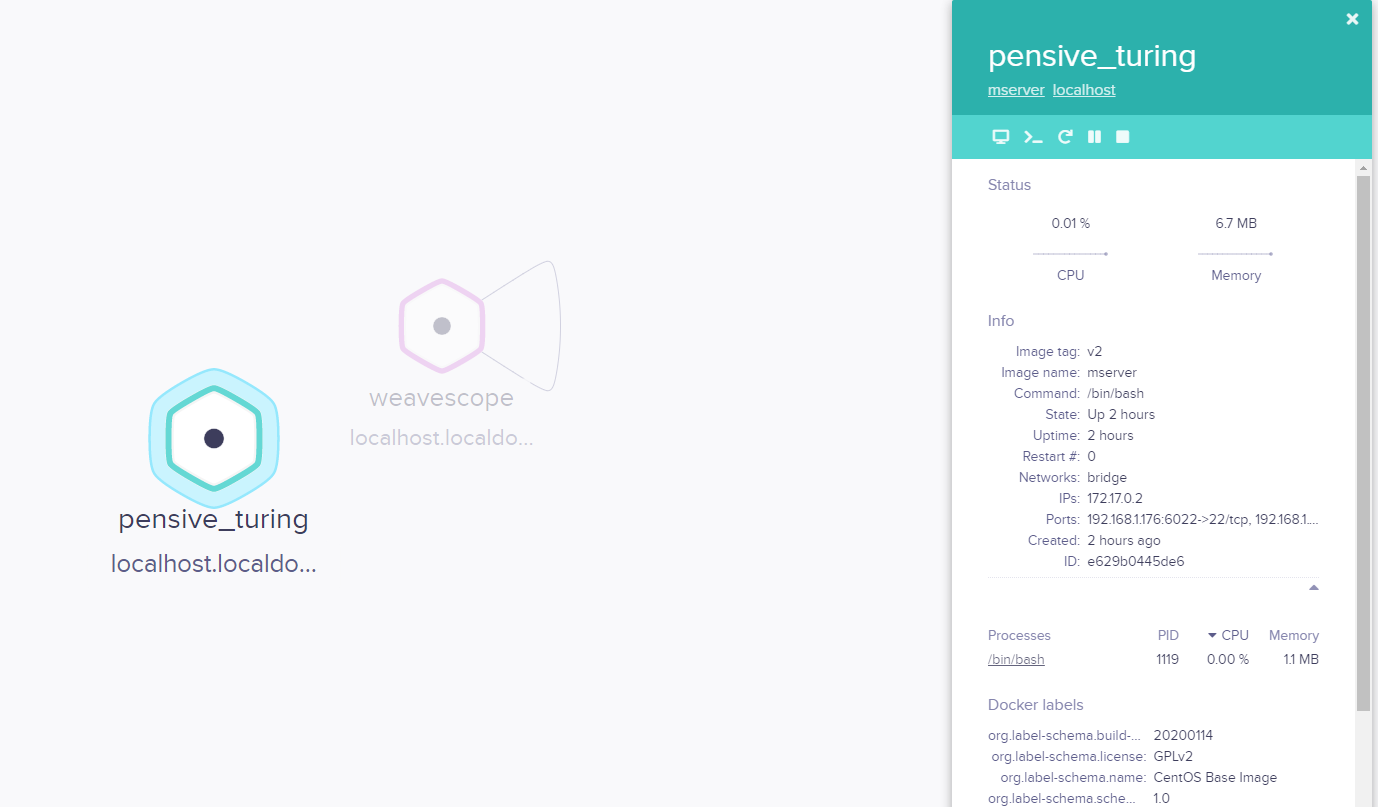 weavescope
localhost.localdo...
pensive_turing
localhost.localdo...
pensive_turing
mserver localhost
Status
0.01 % 6.7 MB
CPU Memory
Info
Image tag: v2
Image name: mserver
Command: /bin/bash
State: Up 2 hours
Uptime: 2 hours
Restart #: 0
Networks: bridge
IPs: 172.17.0.2
Ports: 192.168.1.176:6022->22/tcp, 192.168.1....
Created: 2 hours ago
ID: e629b0445de6
Processes PID CPU Memory
/bin/bash 1119 0.00 % 1.1 MB
Docker labels
org.label-schema.build-... 20200114
org.label-schema.license: GPLv2
org.label-schema.name: CentOS Base Image
org.label-schema.sche... 1.0